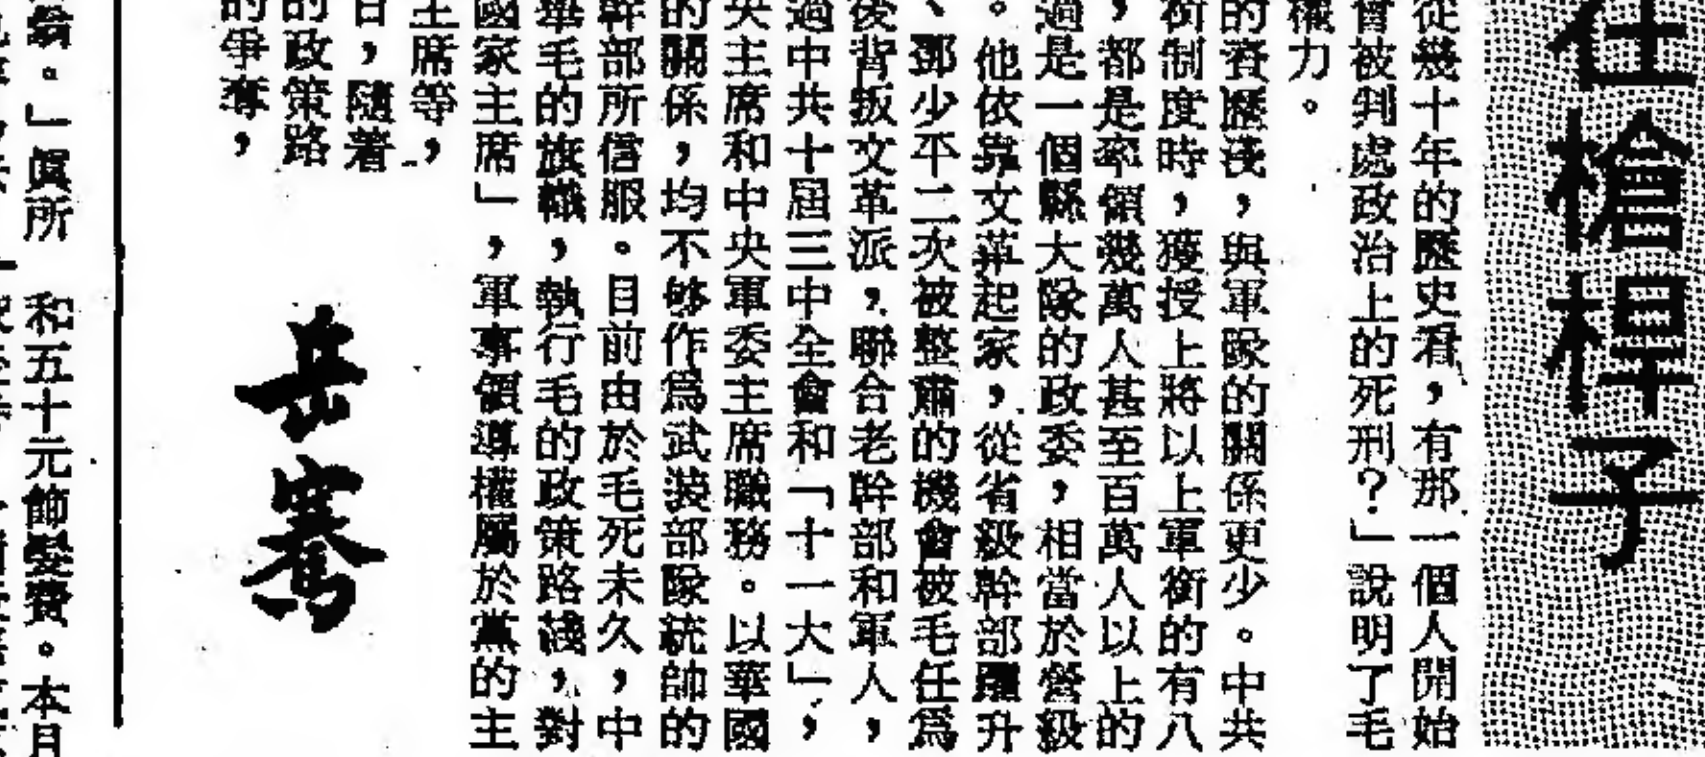 在槍桿子
從幾十年的歷史看，有那一個人開始
會被判處政治上的死刑？」說明了毛
權力。
的資歷淺，與軍隊的關係更少。中共
銜制度時，獲授上將以上軍銜的有八
，都是率領幾萬人甚至百萬人以上的
過是一個縣大隊的政委，相當於營級
。他依靠文革起家，從省級幹部躍升
、鄧少平二次被整肅的機會被毛任爲
後背叛文革派，聯合老幹部和軍人，
過中共十屆三中全會和「十一大」，
央主席和中央軍委主席職務。以華國
的關係，均不够作爲武裝部隊統帥的
幹部所信服。目前由於毛死未久，中
舉毛的旗幟，執行毛的政策路綫，對
國家主席」，軍事領導權屬於黨的主
主席等，
日，隨著
的政策路
的爭奪，
岳騫
。」眞所
和五十元節婴費。本月